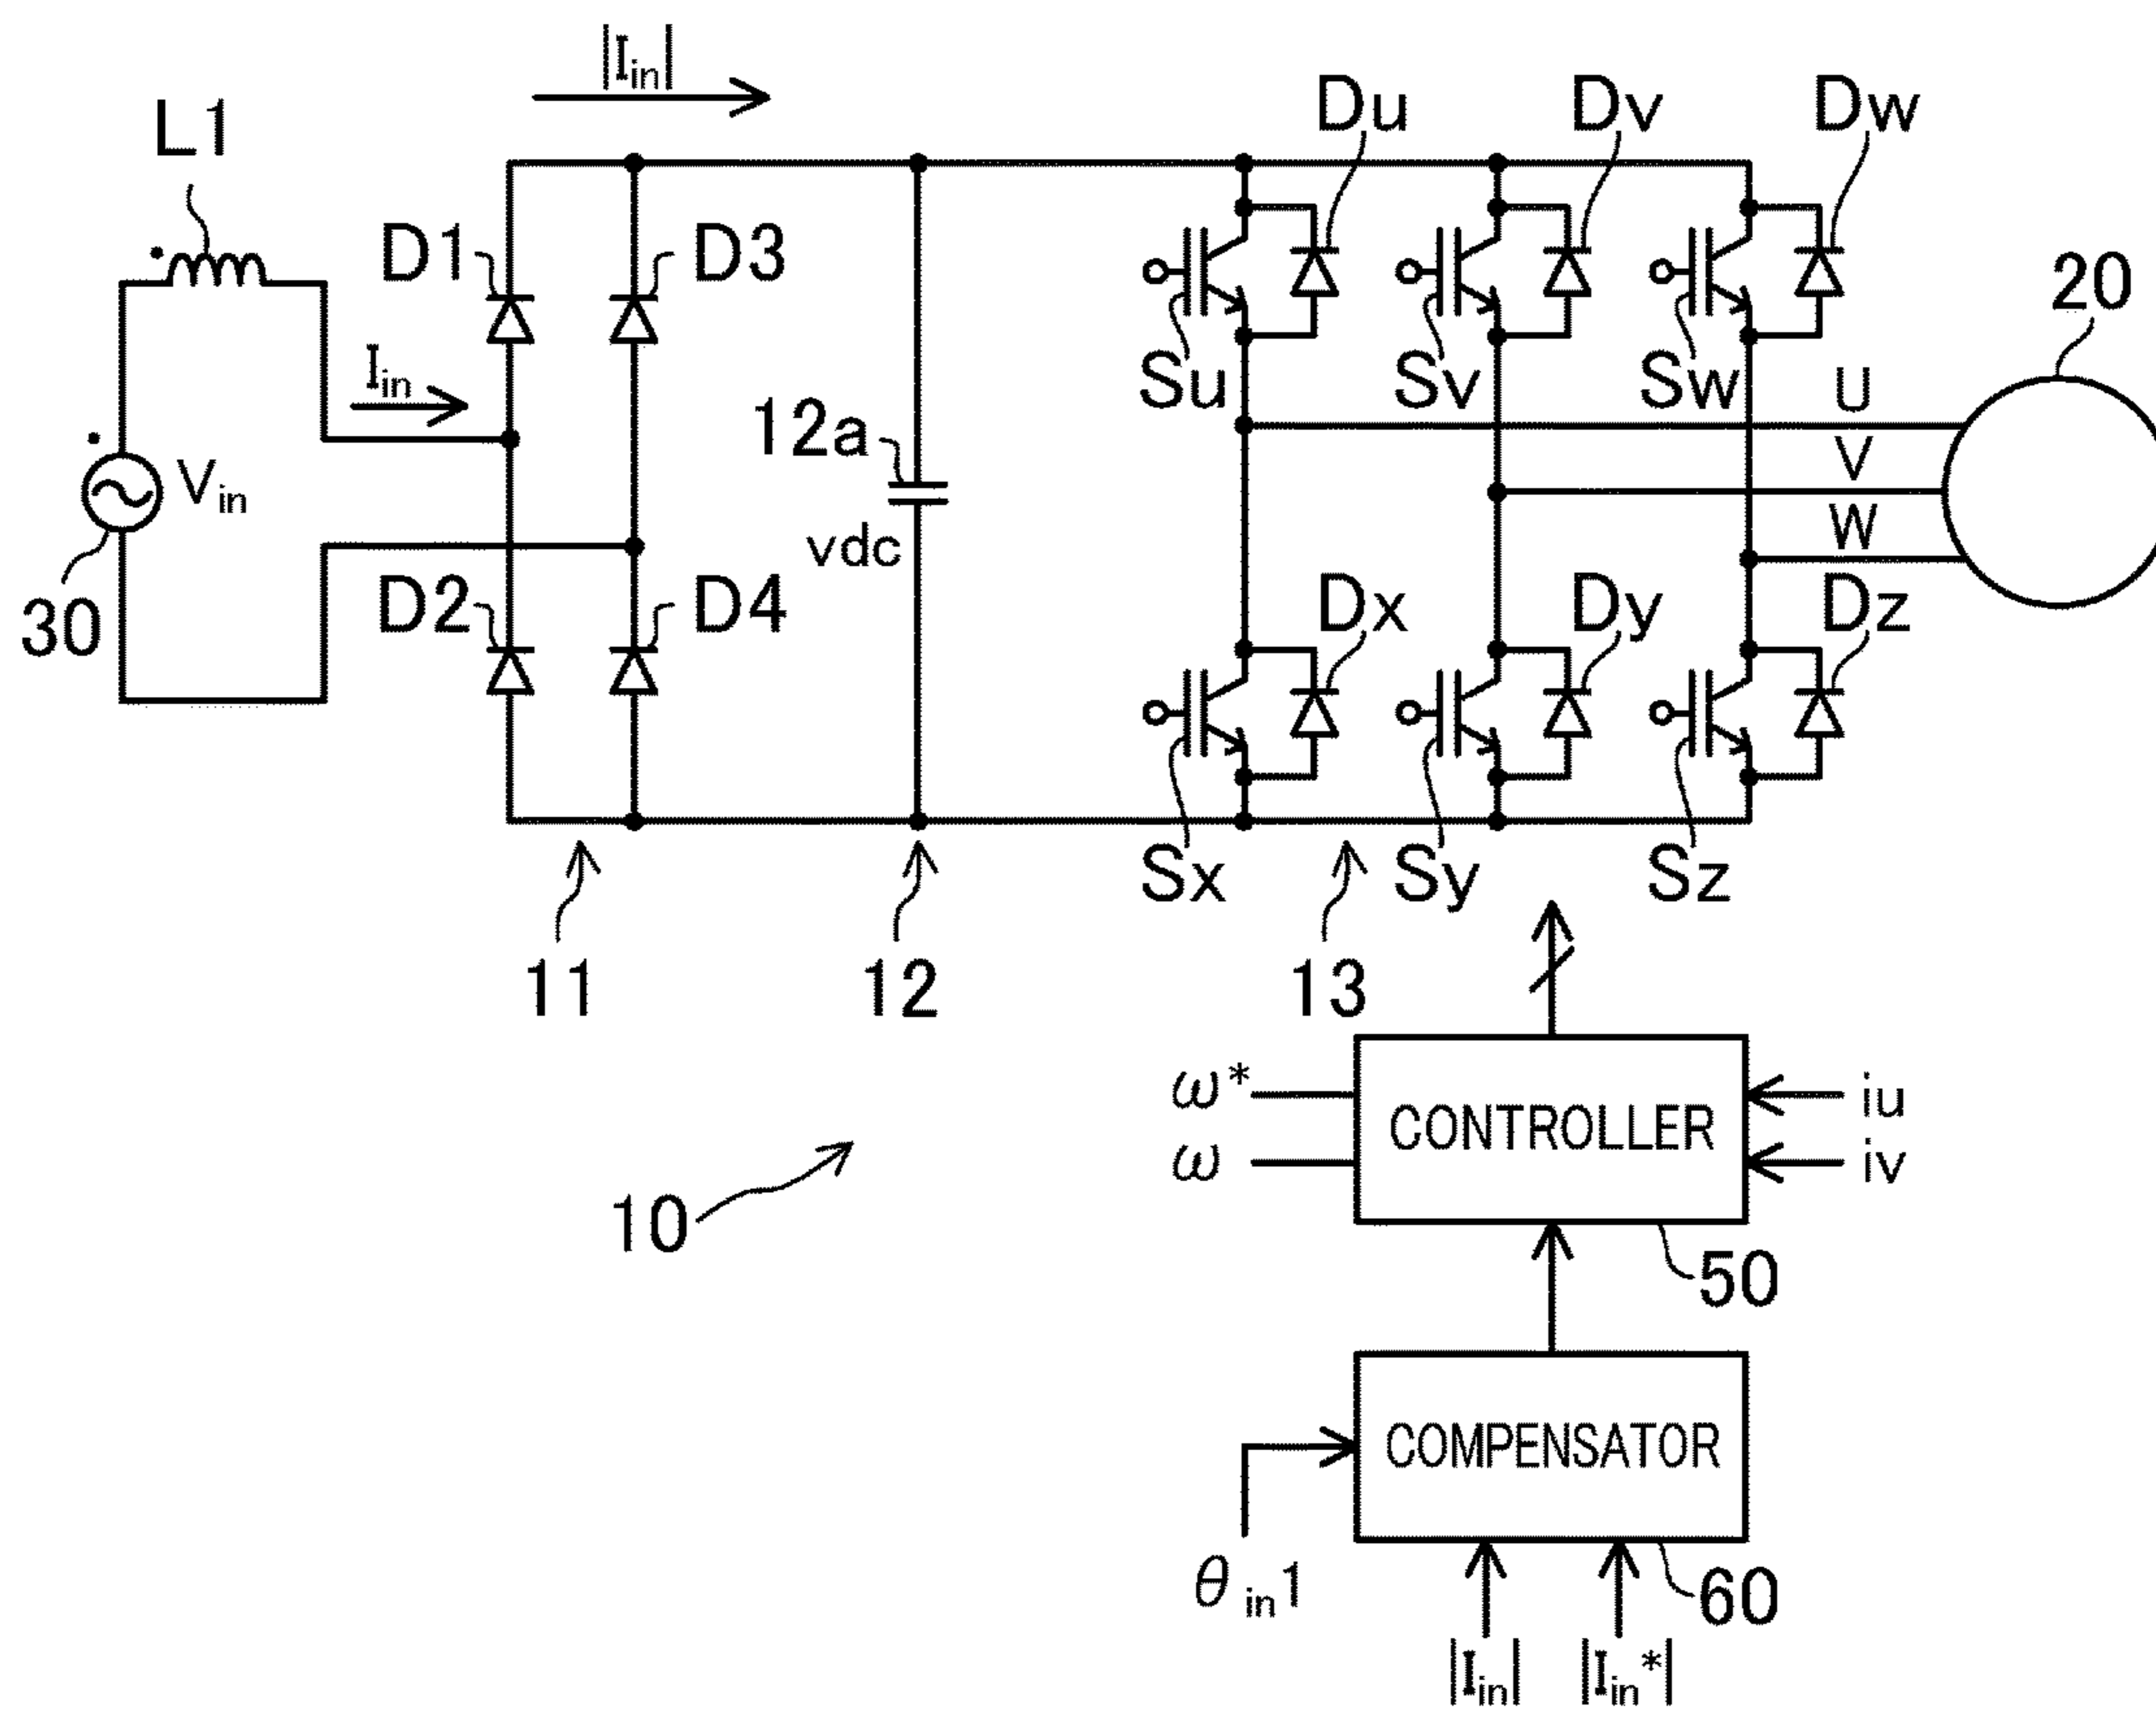 |Iin|
L1
Du
Dv
Dw
D1
D3
20
Iin
Su
Sv
Sw
U
12a
V
Vin
W
vdc
30
D2
D4
Dx
Dy
Dz
Sx
Sy
Sz
11
12
13
ω*
CONTROLLER
iu
ω
iv
10
50
COMPENSATOR
θin1
60
|Iin|
|Iin*|